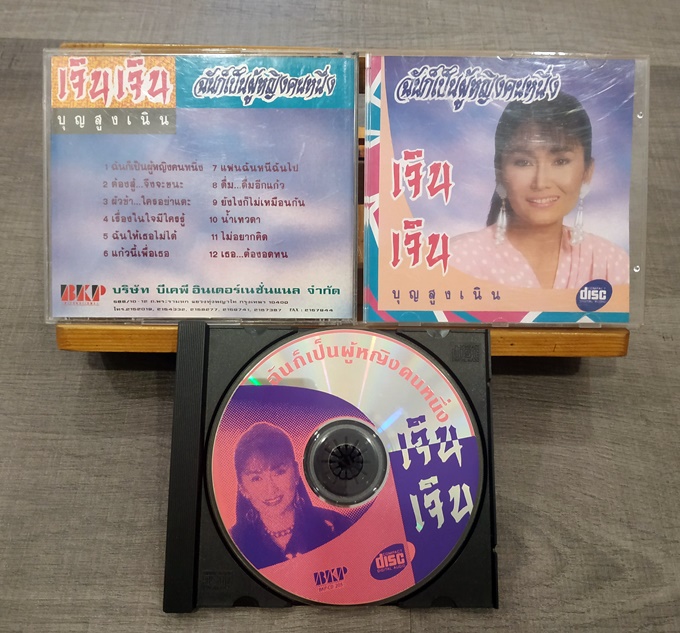 เจินเจิน
บุญสูงเนิน
ฉันก็เป็นผู้หญิงคนหนึ่ง
1 ฉันก็เป็นผู้หญิงคนหนึ่ง
2 ต้องสู้...จึงจะชนะ
3 ผัวข้า...ใครอย่าแตะ
4 เรื่องในใจมีใครรู้
5 ฉันให้เธอไม่ได้
6 แก้วนี้เพื่อเธอ
7 แฟนฉันหนีฉันไป
8 ดื่ม...ดื่มอีกแก้ว
9 ยังไงก็ไม่เหมือนกัน
10 น้ำเทวดา
11 ไม่อยากคิด
12 เธอ...ต้องอดทน
BKP
บริษัท บีเคพี อินเตอร์เนชั่นแนล จำกัด
ฉันก็เป็นผู้หญิงคนหนึ่ง
เจิน
เจิน
บุญสูงเนิน
COMPACT
disc
DIGITAL AUDIO
ฉันก็เป็นผู้หญิงคนหนึ่ง
เจิน
เจิน
BKP
COMPACT
disc
DIGITAL AUDIO